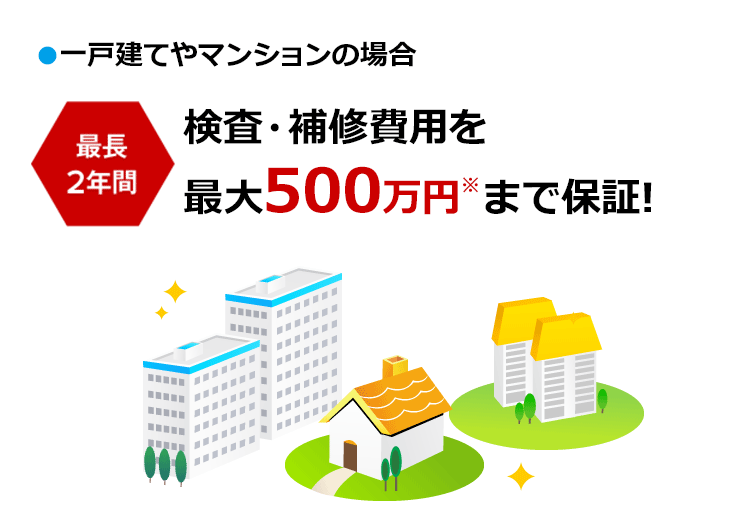 ●一戸建てやマンションの場合
最長
2年間
検査・補修費用を
最大500万円※まで保証!